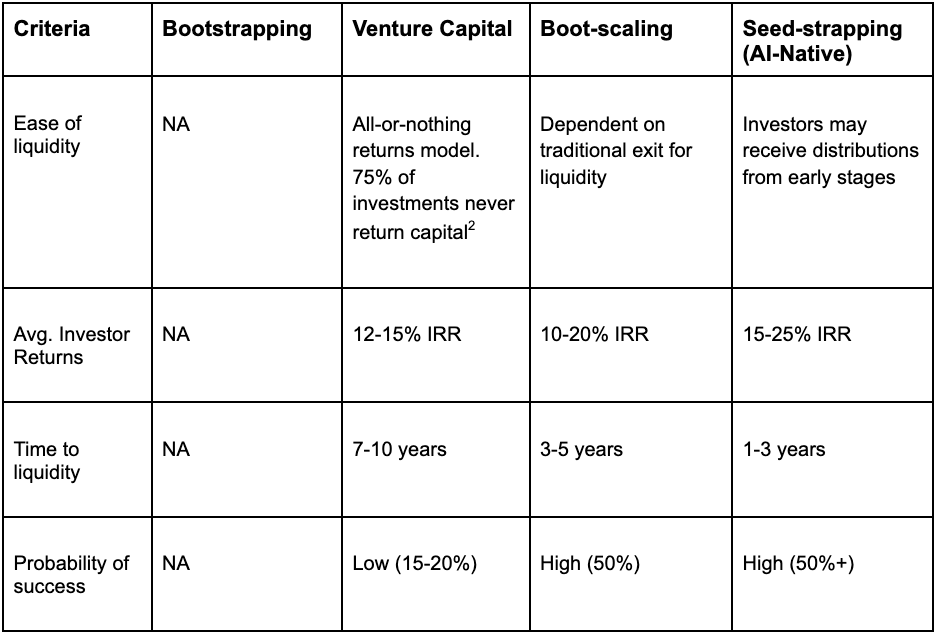 Criteria
Bootstrapping
Venture Capital
Boot-scaling
Seed-strapping
(AI-Native)
Ease of
liquidity
NA
All-or-nothing
returns model.
75% of
investments never
return capital²
Dependent on
traditional exit for
liquidity
Investors may
receive distributions
from early stages
Avg. Investor
Returns
NA
12-15% IRR
10-20% IRR
15-25% IRR
Time to
liquidity
NA
7-10 years
3-5 years
1-3 years
Probability of
success
NA
Low (15-20%)
High (50%)
High (50%+)